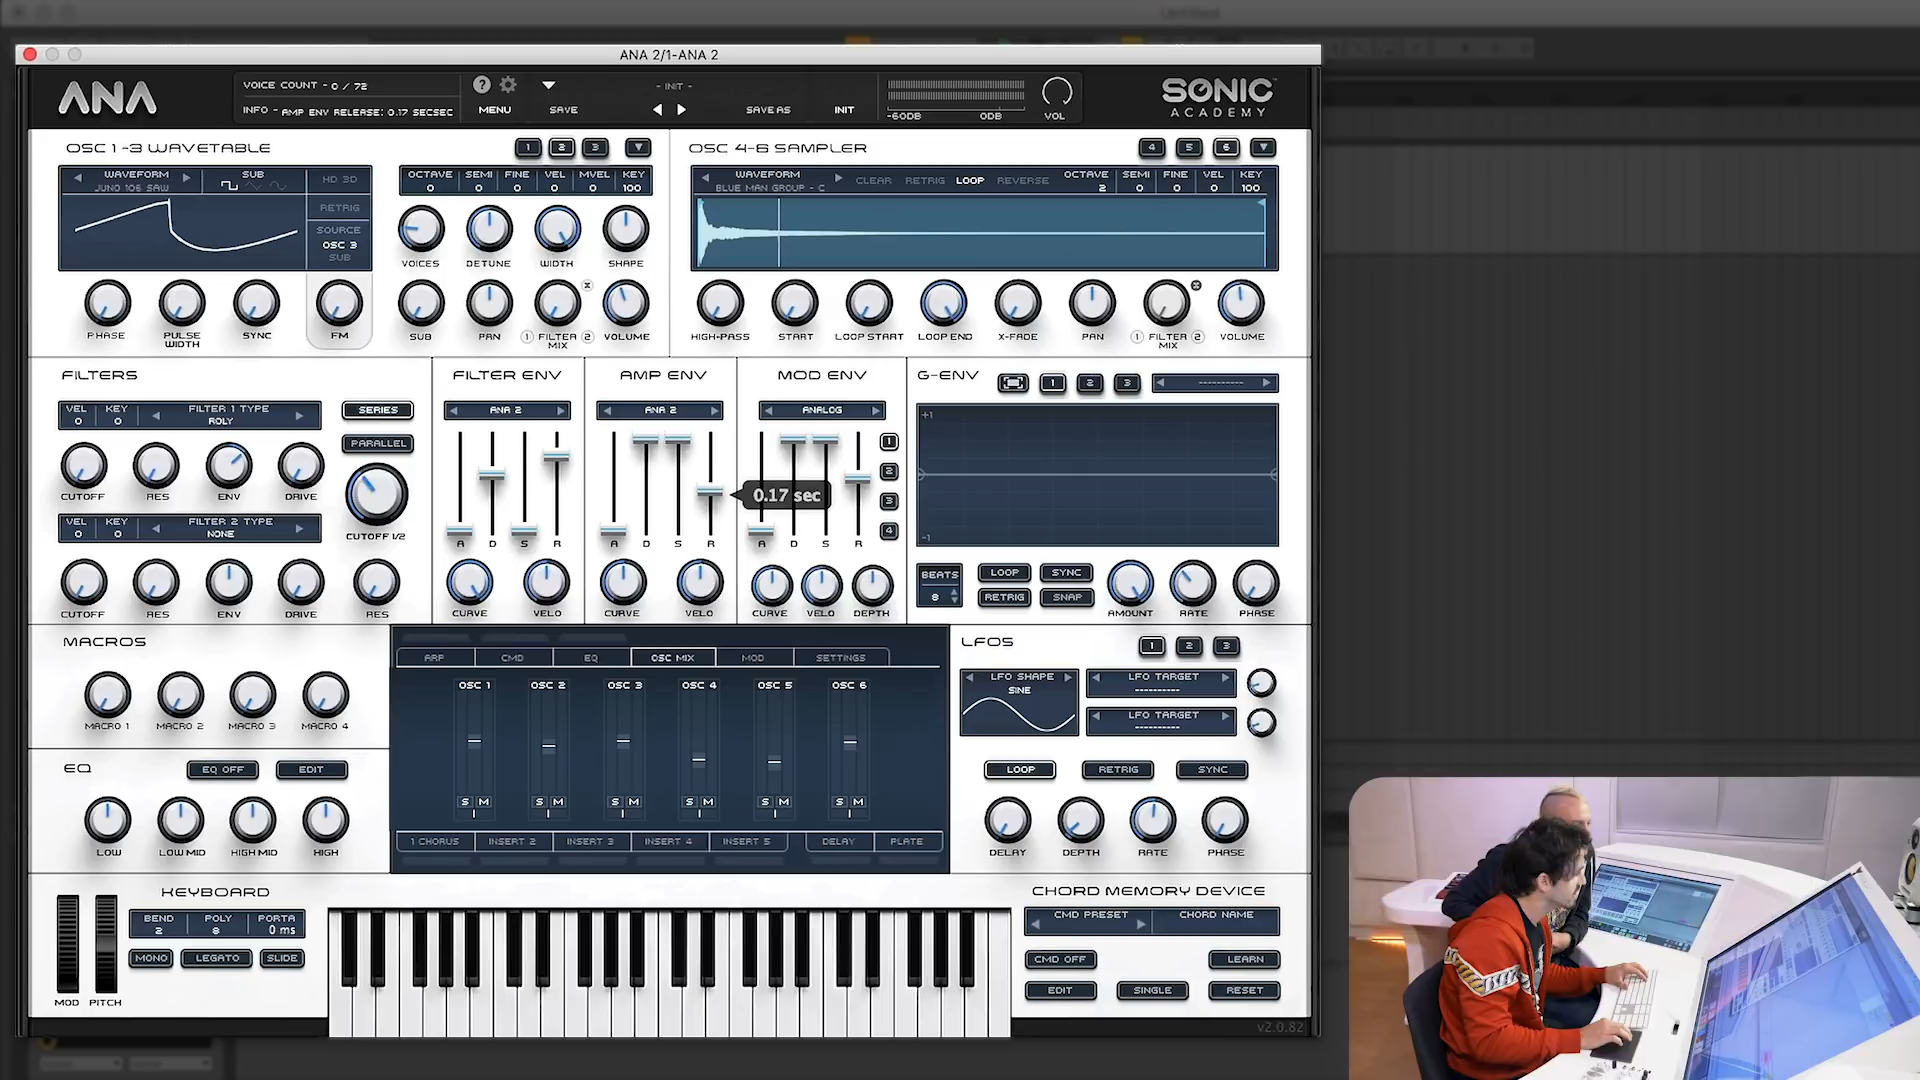 ANA 2/1-ANA 2
ANA
VOICE COUNT - 0 / 72
INFO - AMP ENV RELEASE: 0.17 SECSEC
?
MENU
SAVE
- INIT -
SAVE AS
INIT
-60DB 0DB
VOL
SONIC
ACADEMY
OSC 1-3 WAVETABLE
1 2 3
WAVEFORM
JUNO 106 SAW
SUB
HD 3D
RETRIG
SOURCE
OSC 3
SUB
OCTAVE SEMI FINE VEL MVEL KEY
0 0 0 0 0 100
VOICES DETUNE WIDTH SHAPE
PHASE PULSE WIDTH SYNC FM
SUB PAN 1 FILTER MIX 2 VOLUME
OSC 4-6 SAMPLER
4 5 6
WAVEFORM
BLUE MAN GROUP - C
CLEAR RETRIG LOOP REVERSE
OCTAVE SEMI FINE VEL KEY
2 0 0 0 100
HIGH-PASS START LOOP START LOOP END X-FADE PAN 1 FILTER MIX 2 VOLUME
FILTERS
VEL KEY FILTER 1 TYPE
0 0 ROLY
SERIES
PARALLEL
CUTOFF RES ENV DRIVE
VEL KEY FILTER 2 TYPE
0 0 NONE
CUTOFF 1/2
CUTOFF RES ENV DRIVE RES
FILTER ENV
ANA 2
A D S R
CURVE VELO
AMP ENV
ANA 2
0.17 sec
A D S R
CURVE VELO
MOD ENV
ANALOG
1
2
3
4
A D S R
CURVE VELO DEPTH
G-ENV
1 2 3
----------
+1
-1
BEATS
8
LOOP SYNC
RETRIG SNAP
AMOUNT RATE PHASE
MACROS
MACRO 1 MACRO 2 MACRO 3 MACRO 4
EQ
EQ OFF EDIT
LOW LOW MID HIGH MID HIGH
ARP CMD EQ OSC MIX MOD SETTINGS
OSC 1 OSC 2 OSC 3 OSC 4 OSC 5 OSC 6
S M S M S M S M S M S M
1 CHORUS INSERT 2 INSERT 3 INSERT 4 INSERT 5 DELAY PLATE
LFOS
1 2 3
LFO SHAPE
SINE
LFO TARGET
----------
LFO TARGET
----------
LOOP RETRIG SYNC
DELAY DEPTH RATE PHASE
KEYBOARD
BEND POLY PORTA
2 8 0 ms
MONO LEGATO SLIDE
MOD PITCH
CHORD MEMORY DEVICE
CMD PRESET CHORD NAME
CMD OFF LEARN
EDIT SINGLE RESET
v2.0.82